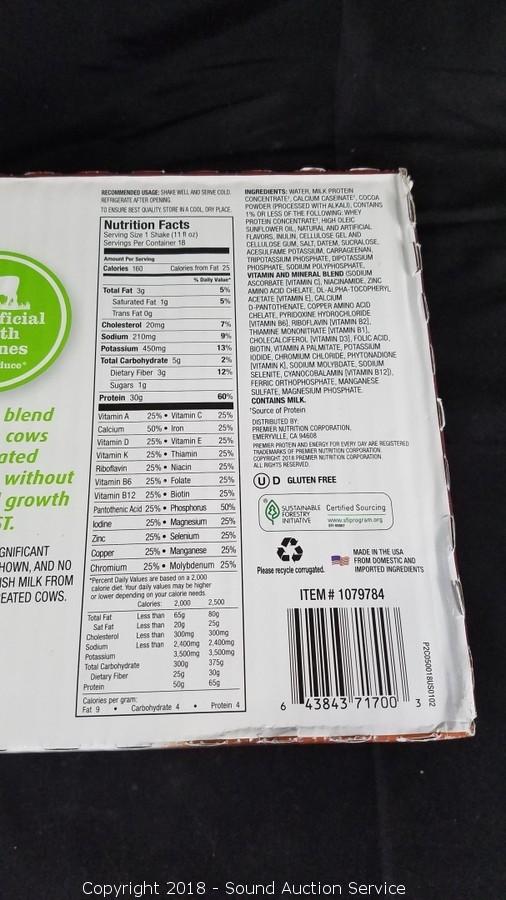 ficial
th
nes
duce*
blend
cows
ated
without
growth
ST.
GNIFICANT
HOWN, AND NO
ISH MILK FROM
EATED COWS.
RECOMMENDED USAGE: SHAKE WELL AND SERVE COLD.
REFRIGERATE AFTER OPENING.
TO ENSURE BEST QUALITY, STORE IN A COOL, DRY PLACE.
Nutrition Facts
Serving Size 1 Shake (11 fl oz)
Servings Per Container 18
Amount Per Serving
Calories 160 Calories from Fat 25
% Daily Value*
Total Fat 3g 5%
Saturated Fat 1g 5%
Trans Fat 0g
Cholesterol 20mg 7%
Sodium 210mg 9%
Potassium 450mg 13%
Total Carbohydrate 5g 2%
Dietary Fiber 3g 12%
Sugars 1g
Protein 30g 60%
Vitamin A 25% • Vitamin C 25%
Calcium 50% • Iron 25%
Vitamin D 25% • Vitamin E 25%
Vitamin K 25% • Thiamin 25%
Riboflavin 25% • Niacin 25%
Vitamin B6 25% • Folate 25%
Vitamin B12 25% • Biotin 25%
Pantothenic Acid 25% • Phosphorus 50%
Iodine 25% • Magnesium 25%
Zinc 25% • Selenium 25%
Copper 25% • Manganese 25%
Chromium 25% • Molybdenum 25%
*Percent Daily Values are based on a 2,000
calorie diet. Your daily values may be higher
or lower depending on your calorie needs.
Calories: 2,000 2,500
Total Fat Less than 65g 80g
Sat Fat Less than 20g 25g
Cholesterol Less than 300mg 300mg
Sodium Less than 2,400mg 2,400mg
Potassium 3,500mg 3,500mg
Total Carbohydrate 300g 375g
Dietary Fiber 25g 30g
Protein 50g 65g
Calories per gram:
Fat 9 • Carbohydrate 4 • Protein 4
INGREDIENTS: WATER, MILK PROTEIN
CONCENTRATE†, CALCIUM CASEINATE†, COCOA
POWDER (PROCESSED WITH ALKALI), CONTAINS
1% OR LESS OF THE FOLLOWING: WHEY
PROTEIN CONCENTRATE†, HIGH OLEIC
SUNFLOWER OIL, NATURAL AND ARTIFICIAL
FLAVORS, INULIN, CELLULOSE GEL AND
CELLULOSE GUM, SALT, DATEM, SUCRALOSE,
ACESULFAME POTASSIUM, CARRAGEENAN,
TRIPOTASSIUM PHOSPHATE, DIPOTASSIUM
PHOSPHATE, SODIUM POLYPHOSPHATE,
VITAMIN AND MINERAL BLEND (SODIUM
ASCORBATE [VITAMIN C], NIACINAMIDE, ZINC
AMINO ACID CHELATE, DL-ALPHA-TOCOPHERYL
ACETATE [VITAMIN E], CALCIUM
D-PANTOTHENATE, COPPER AMINO ACID
CHELATE, PYRIDOXINE HYDROCHLORIDE
[VITAMIN B6], RIBOFLAVIN [VITAMIN B2],
THIAMINE MONONITRATE [VITAMIN B1],
CHOLECALCIFEROL [VITAMIN D3], FOLIC ACID,
BIOTIN, VITAMIN A PALMITATE, POTASSIUM
IODIDE, CHROMIUM CHLORIDE, PHYTONADIONE
[VITAMIN K], SODIUM MOLYBDATE, SODIUM
SELENITE, CYANOCOBALAMIN [VITAMIN B12]),
FERRIC ORTHOPHOSPHATE, MANGANESE
SULFATE, MAGNESIUM PHOSPHATE.
CONTAINS MILK.
†Source of Protein
DISTRIBUTED BY:
PREMIER NUTRITION CORPORATION,
EMERYVILLE, CA 94608
PREMIER PROTEIN AND ENERGY FOR EVERY DAY ARE REGISTERED
TRADEMARKS OF PREMIER NUTRITION CORPORATION.
COPYRIGHT 2018 PREMIER NUTRITION CORPORATION
ALL RIGHTS RESERVED.
U D GLUTEN FREE
SUSTAINABLE
FORESTRY
INITIATIVE
Certified Sourcing
www.sfiprogram.org
Please recycle corrugated.
MADE IN THE USA
FROM DOMESTIC AND
IMPORTED INGREDIENTS
ITEM # 1079784
6 43843 71700 3
P2C050018US0102
Copyright 2018 - Sound Auction Service